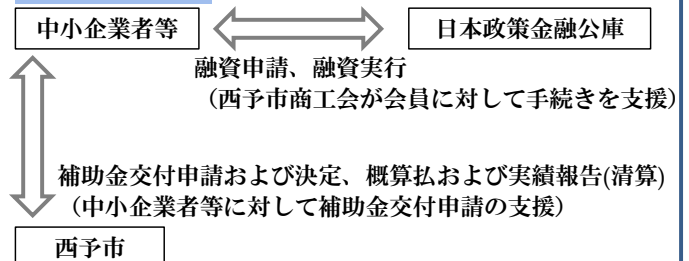 中小企業者等
日本政策金融公庫
融資申請、融資実行
（西予市商工会が会員に対して手続きを支援）
補助金交付申請および決定、概算払および実績報告(清算)
（中小企業者等に対して補助金交付申請の支援）
西予市